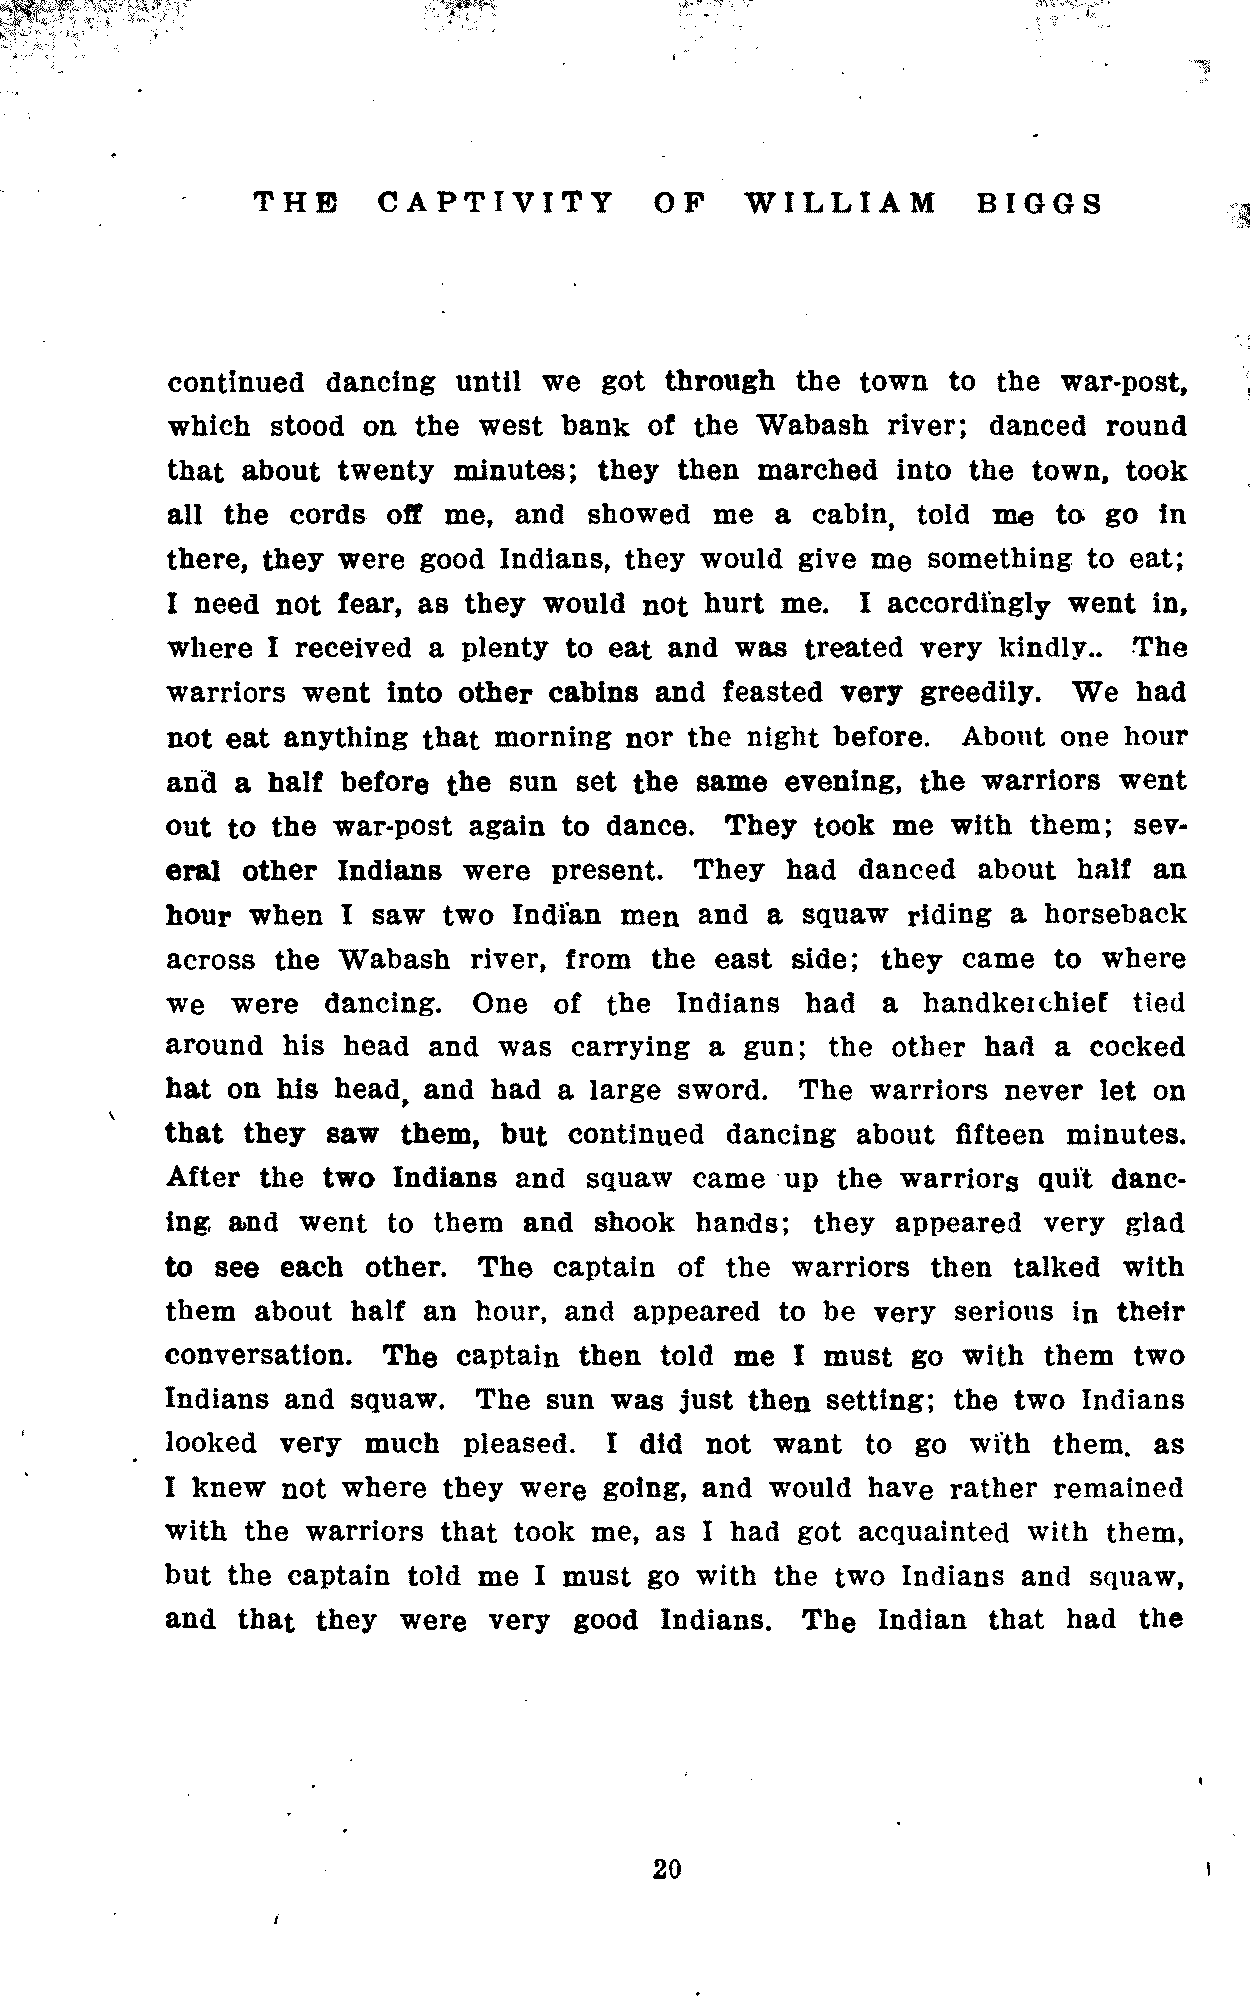 THE CAPTIVITY OF WILLIAM BIGGS
continued dancing until we got through the town to the war-post,
which stood on the west bank of the Wabash river; danced round
that about twenty minutes; they then marched into the town, took
all the cords off me, and showed me a cabin, told me to go in
there, they were good Indians, they would give me something to eat;
I need not fear, as they would not hurt me. I accordingly went in,
where I received a plenty to eat and was treated very kindly.. The
warriors went into other cabins and feasted very greedily. We had
not eat anything that morning nor the night before. About one hour
and a half before the sun set the same evening, the warriors went
out to the war-post again to dance. They took me with them; sev-
eral other Indians were present. They had danced about half an
hour when I saw two Indian men and a squaw riding a horseback
across the Wabash river, from the east side; they came to where
we were dancing. One of the Indians had a handkerchief tied
around his head and was carrying a gun; the other had a cocked
hat on his head, and had a large sword. The warriors never let on
that they saw them, but continued dancing about fifteen minutes.
After the two Indians and squaw came up the warriors quit danc-
ing and went to them and shook hands; they appeared very glad
to see each other. The captain of the warriors then talked with
them about half an hour, and appeared to be very serious in their
conversation. The captain then told me I must go with them two
Indians and squaw. The sun was just then setting; the two Indians
looked very much pleased. I did not want to go with them. as
I knew not where they were going, and would have rather remained
with the warriors that took me, as I had got acquainted with them,
but the captain told me I must go with the two Indians and squaw,
and that they were very good Indians. The Indian that had the
20